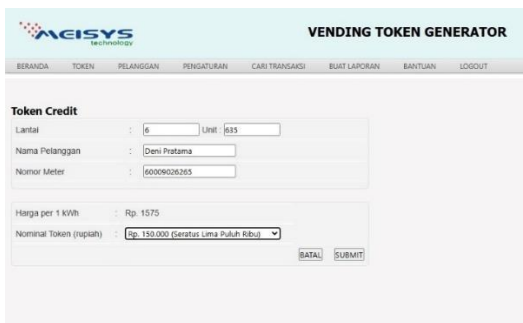 MEISYS
technology
VENDING TOKEN GENERATOR
BERANDA TOKEN PELANGGAN PENGATURAN CARI TRANSAKSI BUAT LAPORAN BANTUAN LOGOUT
Token Credit
Lantai : 6 Unit : 635
Nama Pelanggan : Deni Pratama
Nomor Meter : 60009026265
Harga per 1 kWh : Rp. 1575
Nominal Token (rupiah) : Rp. 150.000 (Seratus Lima Puluh Ribu)
BATAL SUBMIT